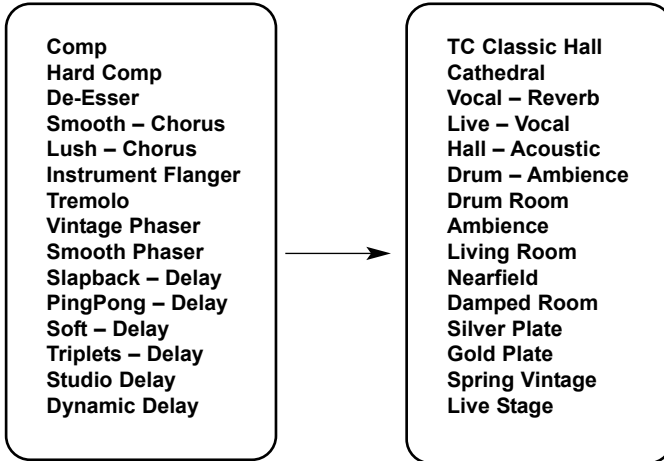 Comp
Hard Comp
De-Esser
Smooth – Chorus
Lush – Chorus
Instrument Flanger
Tremolo
Vintage Phaser
Smooth Phaser
Slapback – Delay
PingPong – Delay
Soft – Delay
Triplets – Delay
Studio Delay
Dynamic Delay
TC Classic Hall
Cathedral
Vocal – Reverb
Live – Vocal
Hall – Acoustic
Drum – Ambience
Drum Room
Ambience
Living Room
Nearfield
Damped Room
Silver Plate
Gold Plate
Spring Vintage
Live Stage